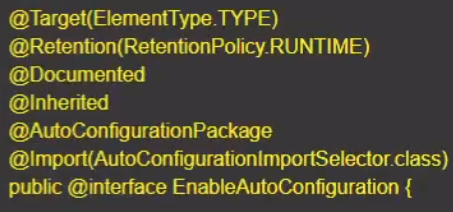 @Target(ElementType.TYPE)
@Retention(RetentionPolicy.RUNTIME)
@Documented
@Inherited
@AutoConfigurationPackage
@Import(AutoConfigurationImportSelector.class)
public @interface EnableAutoConfiguration {